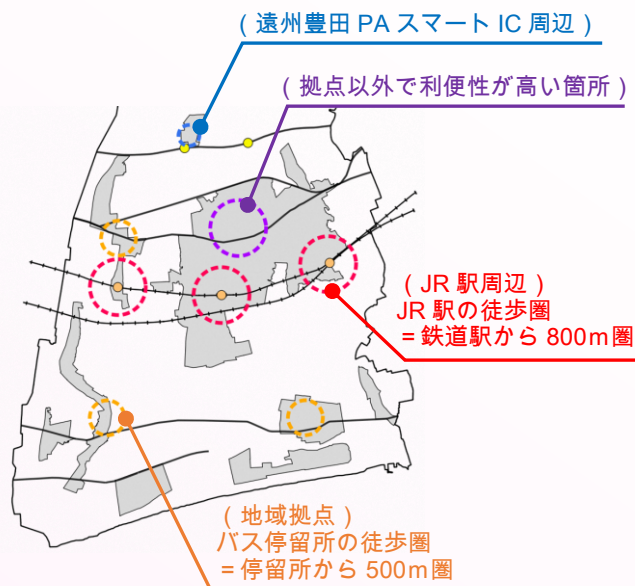 (遠州豊田 PA スマート IC 周辺)
(拠点以外で利便性が高い箇所)
(JR 駅周辺)
JR 駅の徒歩圏
=鉄道駅から 800m圏
(地域拠点)
バス停留所の徒歩圏
=停留所から 500m圏